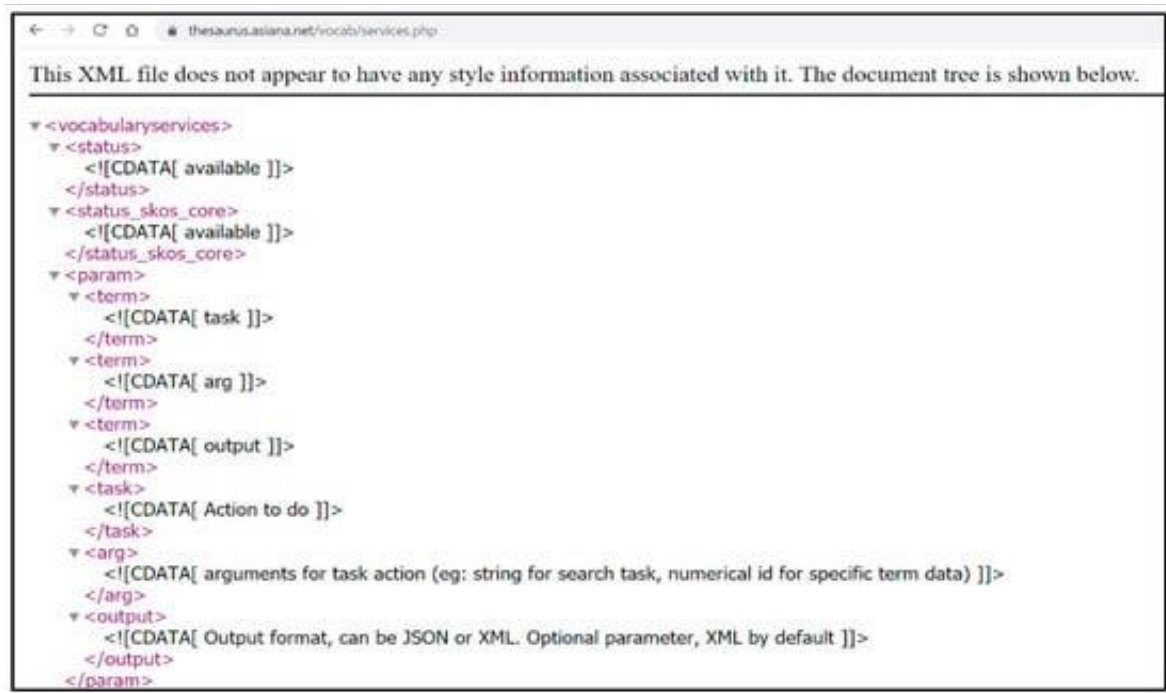 thesaurus.asiana.net/vocab/services.php
This XML file does not appear to have any style information associated with it. The document tree is shown below.
<vocabularyservices>
<status>
<![CDATA[ available ]]>
</status>
<status_skos_core>
<![CDATA[ available ]]>
</status_skos_core>
<param>
<term>
<![CDATA[ task ]]>
</term>
<term>
<![CDATA[ arg ]]>
</term>
<term>
<![CDATA[ output ]]>
</term>
<task>
<![CDATA[ Action to do ]]>
</task>
<arg>
<![CDATA[ arguments for task action (eg: string for search task, numerical id for specific term data) ]]>
</arg>
<output>
<![CDATA[ Output format, can be JSON or XML. Optional parameter, XML by default ]]>
</output>
</param>